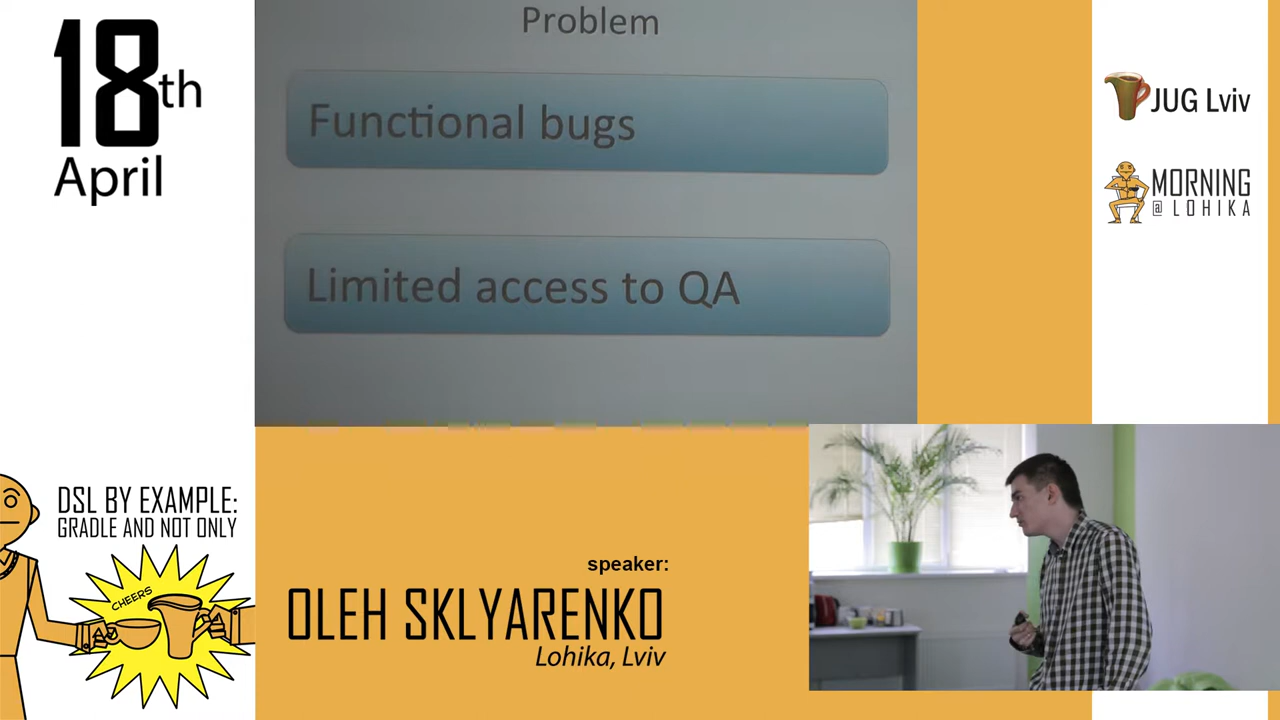 18th
April
Problem
Functional bugs
Limited access to QA
JUG Lviv
MORNING
@ LOHIKA
DSL BY EXAMPLE:
GRADLE AND NOT ONLY
CHEERS
speaker:
OLEH SKLYARENKO
Lohika, Lviv